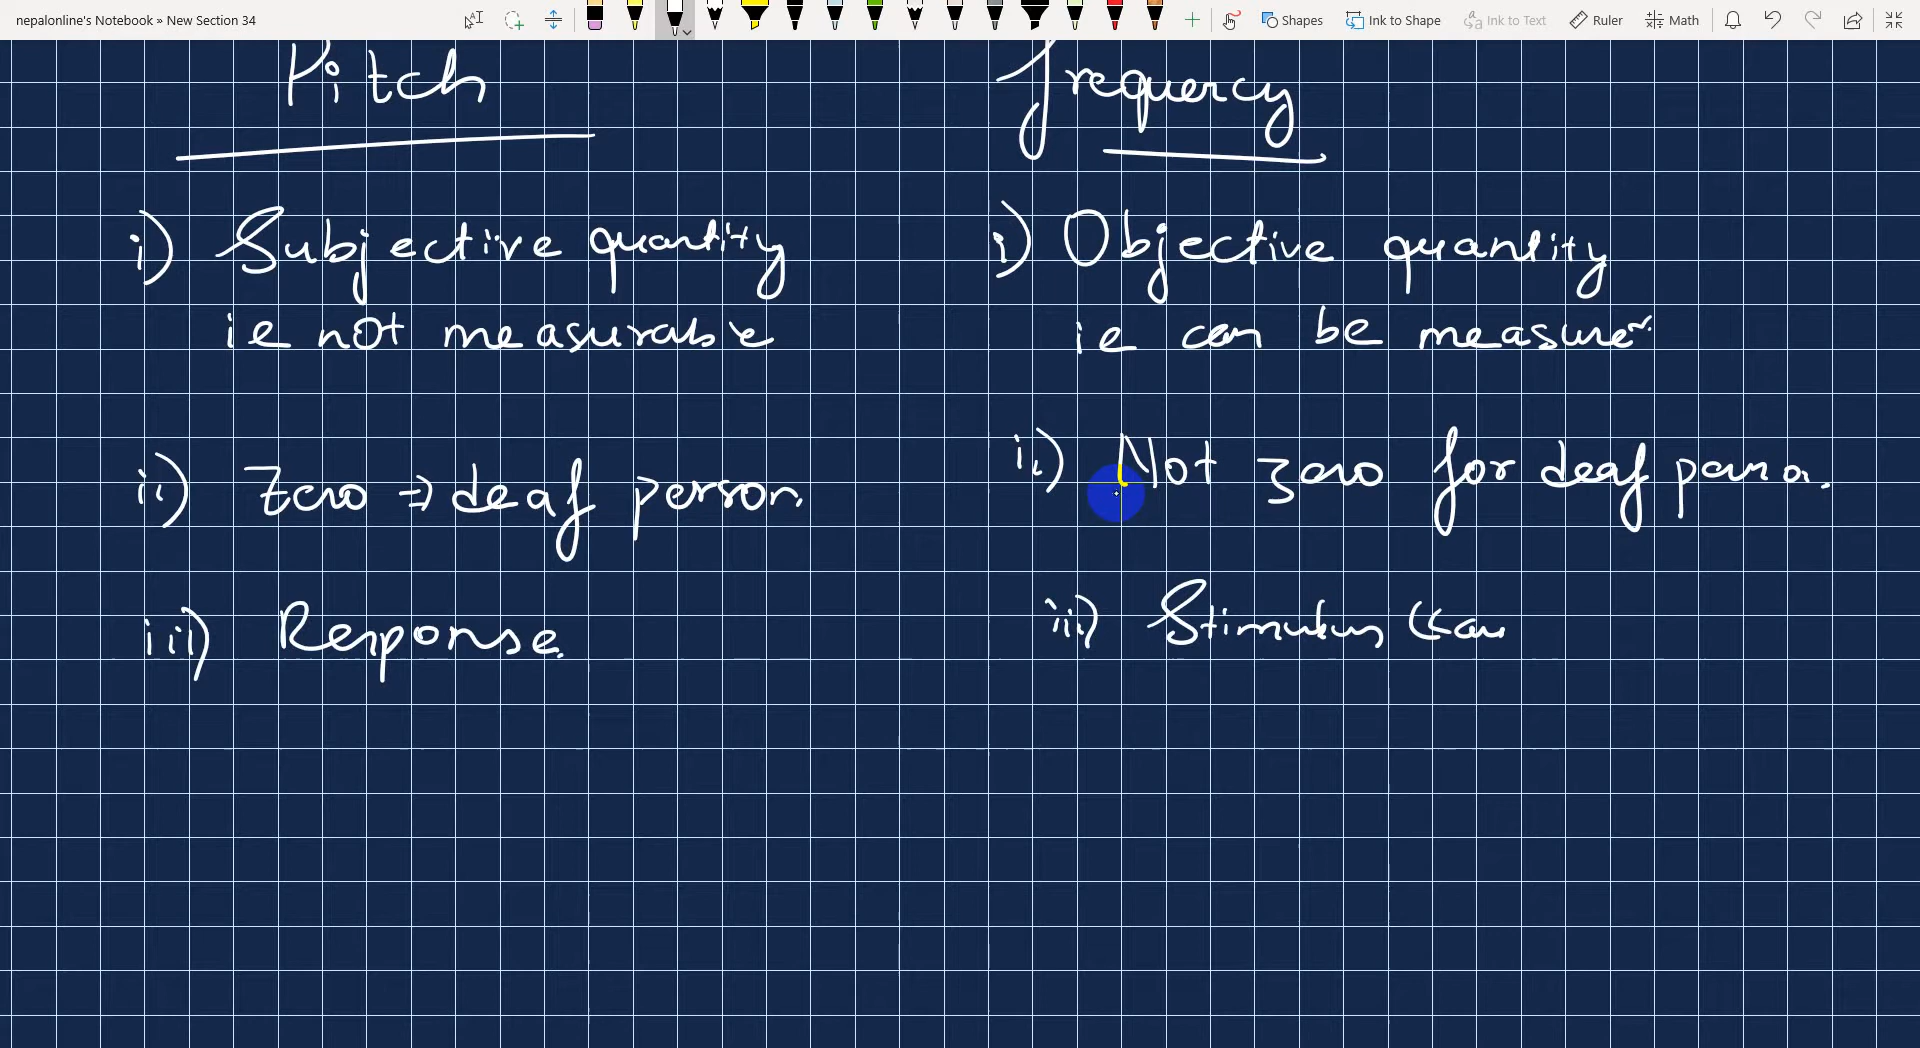 nepalonline's Notebook » New Section 34
Shapes Ink to Shape Ink to Text Ruler Math
Pitch
i) Subjective quantity
ie not measurable
ii) Zero => deaf person.
iii) Response.
frequency
i) Objective quantity
ie can be measure
ii) Not zero for deaf person.
iii) Stimulus